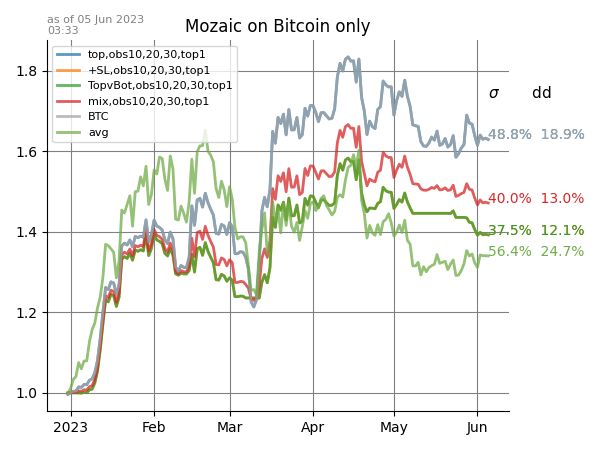 as of 05 Jun 2023
03:33
Mozaic on Bitcoin only
top,obs10,20,30,top1
+SL,obs10,20,30,top1
TopvBot,obs10,20,30,top1
mix,obs10,20,30,top1
BTC
avg
σ dd
48.8% 18.9%
40.0% 13.0%
37.5% 12.1%
56.4% 24.7%
1.8
1.6
1.4
1.2
1.0
2023 Feb Mar Apr May Jun